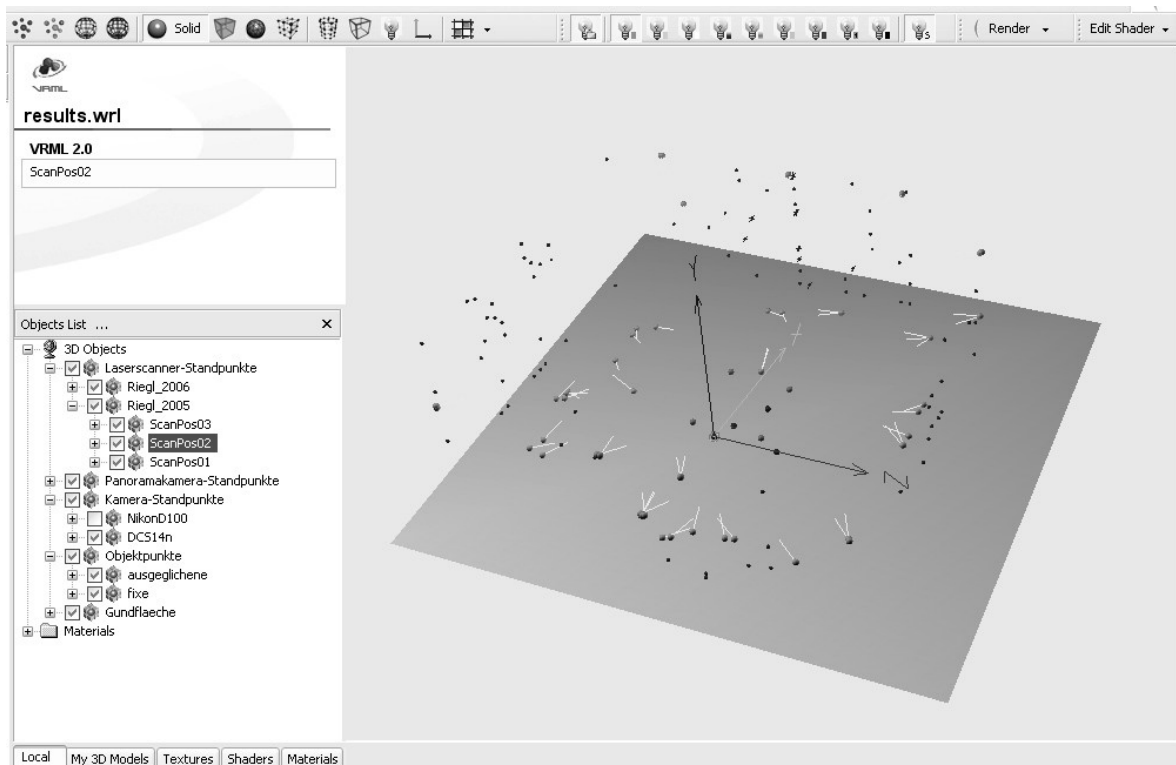 Solid
S
Render
Edit Shader
VRML
results.wrl
VRML 2.0
ScanPos02
Objects List ...
3D Objects
Laserscanner-Standpunkte
Riegl_2006
Riegl_2005
ScanPos03
ScanPos02
ScanPos01
Panoramakamera-Standpunkte
Kamera-Standpunkte
NikonD100
DCS14n
Objektpunkte
ausgeglichene
fixe
Gundflaeche
Materials
Y
X
Z
Local
My 3D Models
Textures
Shaders
Materials